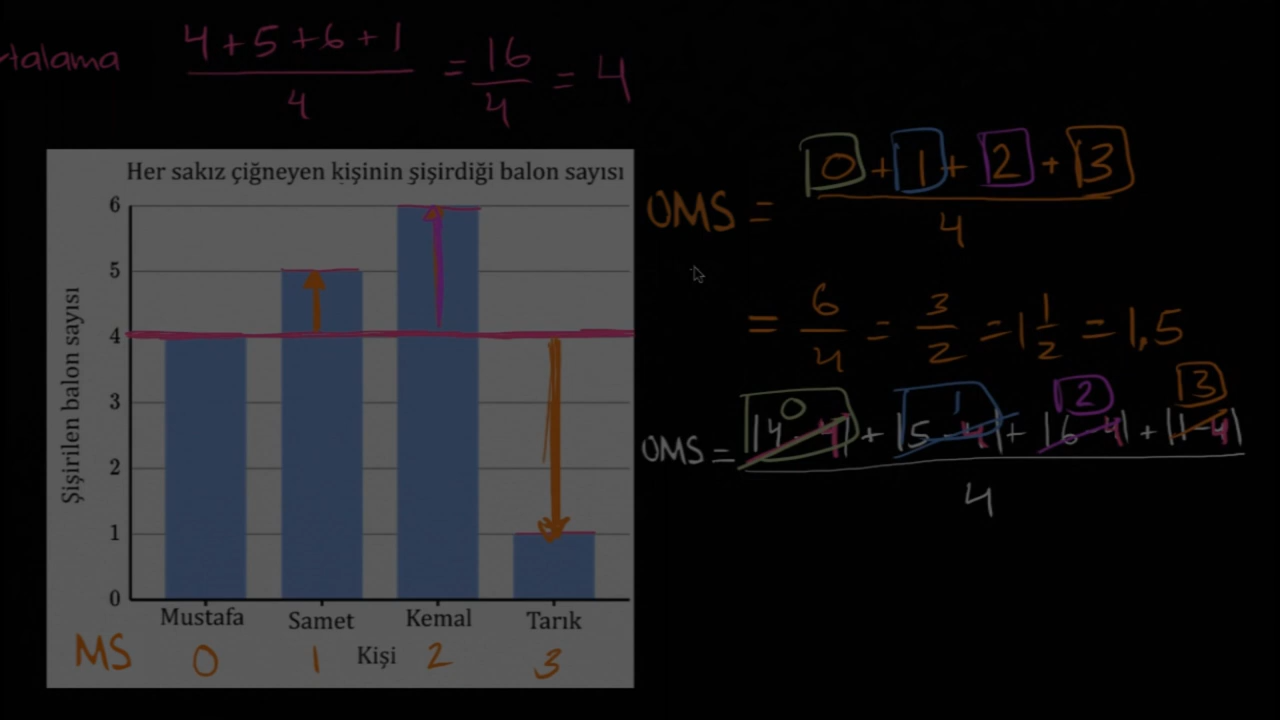 rtalama 4+5+6+1 / 4 = 16/4 = 4
Her sakız çiğneyen kişinin şişirdiği balon sayısı
Şişirilen balon sayısı
6
5
4
3
2
1
0
Mustafa Samet Kemal Tarık
Kişi
MS 0 1 2 3
OMS = 0+1+2+3 / 4
= 6/4 = 3/2 = 1 1/2 = 1,5
0 1 2 3
OMS = |4-4| + |5-4| + |6-4| + |1-4| / 4